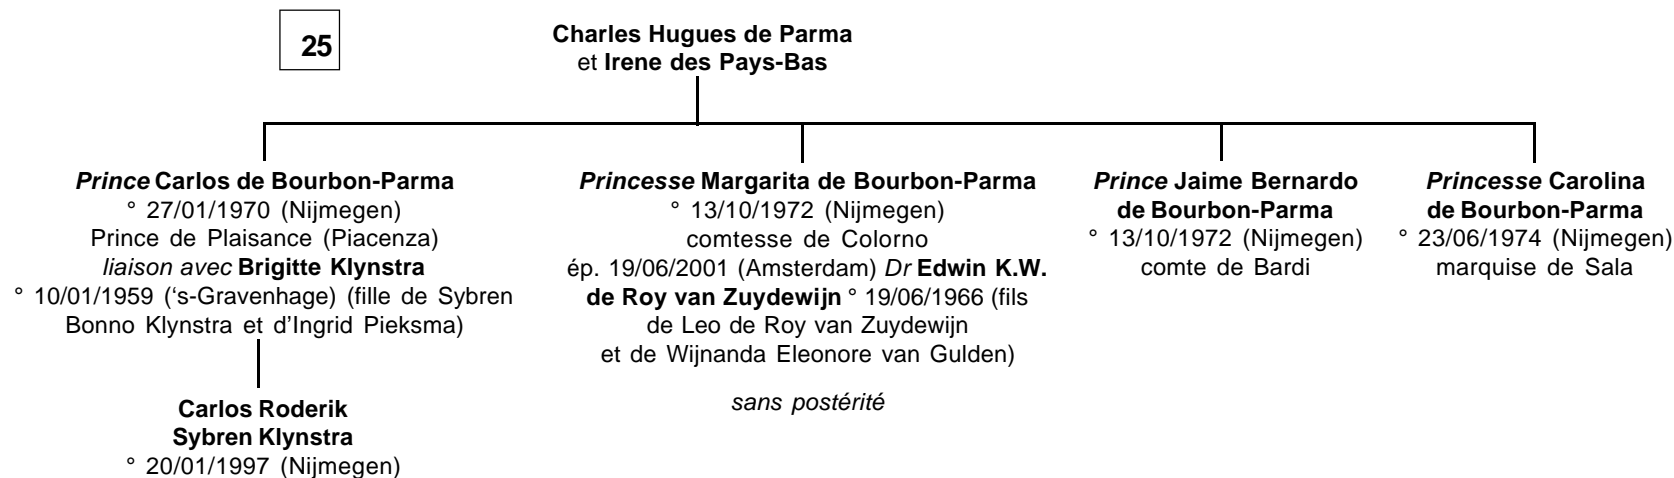 25
Charles Hugues de Parma
et Irene des Pays-Bas
Prince Carlos de Bourbon-Parma
° 27/01/1970 (Nijmegen)
Prince de Plaisance (Piacenza)
liaison avec Brigitte Klynstra
° 10/01/1959 ('s-Gravenhage) (fille de Sybren
Bonno Klynstra et d'Ingrid Pieksma)
Carlos Roderik
Sybren Klynstra
° 20/01/1997 (Nijmegen)
Princesse Margarita de Bourbon-Parma
° 13/10/1972 (Nijmegen)
comtesse de Colorno
ép. 19/06/2001 (Amsterdam) Dr Edwin K.W.
de Roy van Zuydewijn ° 19/06/1966 (fils
de Leo de Roy van Zuydewijn
et de Wijnanda Eleonore van Gulden)
sans postérité
Prince Jaime Bernardo
de Bourbon-Parma
° 13/10/1972 (Nijmegen)
comte de Bardi
Princesse Carolina
de Bourbon-Parma
° 23/06/1974 (Nijmegen)
marquise de Sala